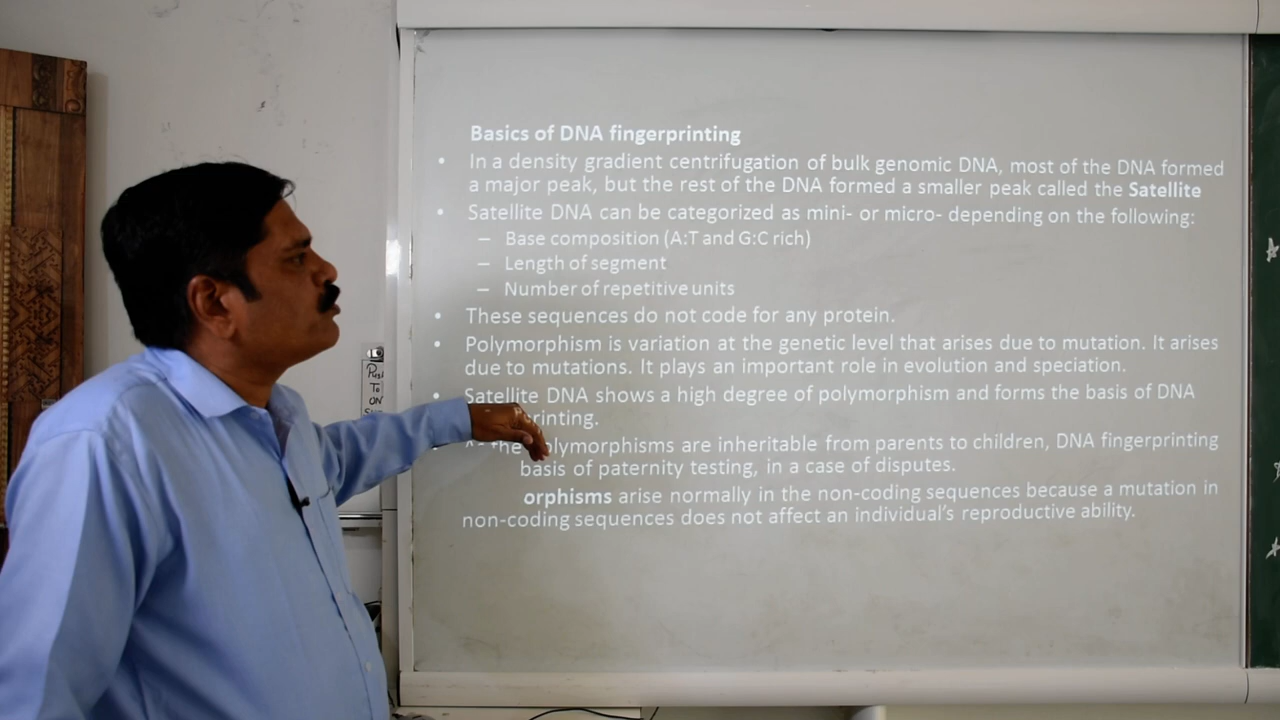 Basics of DNA fingerprinting
• In a density gradient centrifugation of bulk genomic DNA, most of the DNA formed
a major peak, but the rest of the DNA formed a smaller peak called the Satellite
• Satellite DNA can be categorized as mini- or micro- depending on the following:
– Base composition (A:T and G:C rich)
– Length of segment
– Number of repetitive units
• These sequences do not code for any protein.
• Polymorphism is variation at the genetic level that arises due to mutation. It arises
due to mutations. It plays an important role in evolution and speciation.
• Satellite DNA shows a high degree of polymorphism and forms the basis of DNA
printing.
• the polymorphisms are inheritable from parents to children, DNA fingerprinting
basis of paternity testing, in a case of disputes.
orphisms arise normally in the non-coding sequences because a mutation in
non-coding sequences does not affect an individual's reproductive ability.
To
ON